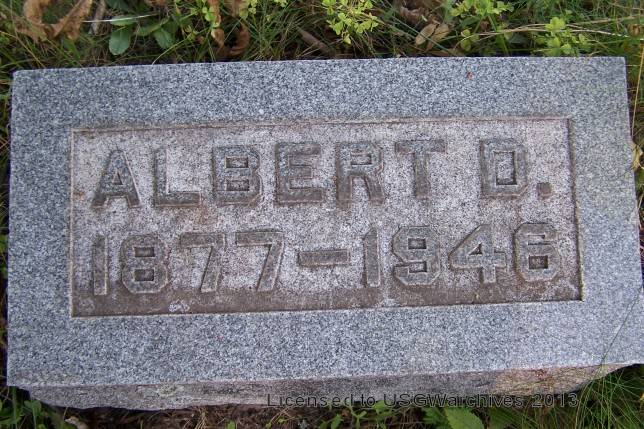 ALBERT D.
1877-1946
Licensed to USGWarchives 2013